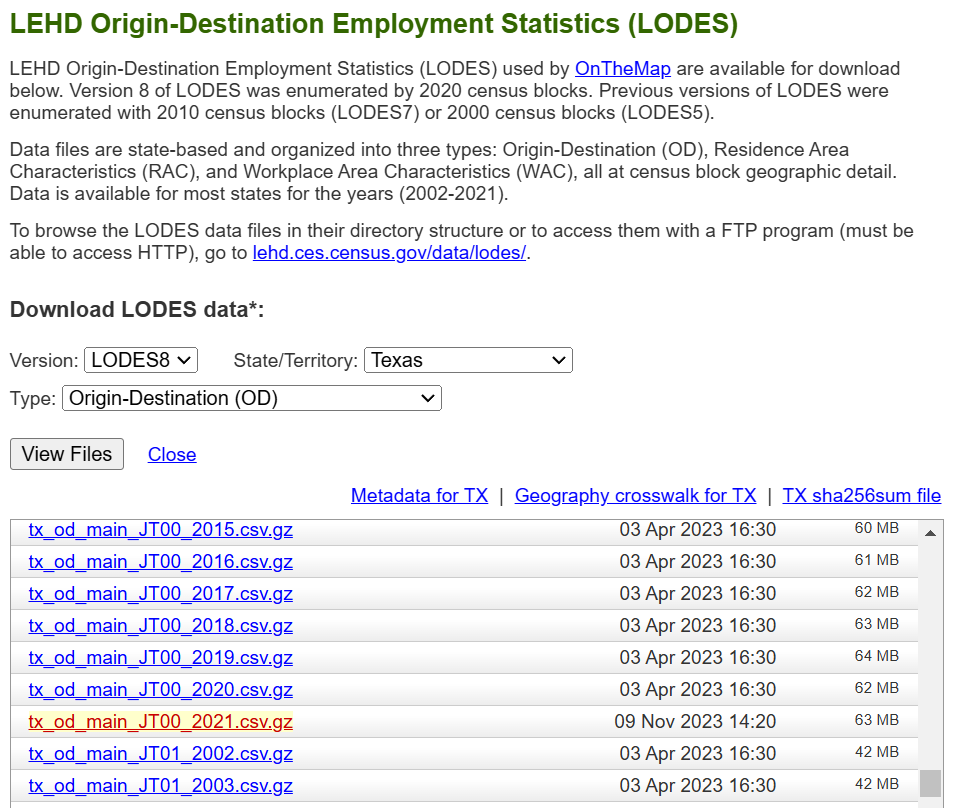 LEHD Origin-Destination Employment Statistics (LODES)
LEHD Origin-Destination Employment Statistics (LODES) used by OnTheMap are available for download
below. Version 8 of LODES was enumerated by 2020 census blocks. Previous versions of LODES were
enumerated with 2010 census blocks (LODES7) or 2000 census blocks (LODES5).
Data files are state-based and organized into three types: Origin-Destination (OD), Residence Area
Characteristics (RAC), and Workplace Area Characteristics (WAC), all at census block geographic detail.
Data is available for most states for the years (2002-2021).
To browse the LODES data files in their directory structure or to access them with a FTP program (must be
able to access HTTP), go to lehd.ces.census.gov/data/lodes/.
Download LODES data*:
Version: LODES8 State/Territory: Texas
Type: Origin-Destination (OD)
View Files Close
Metadata for TX | Geography crosswalk for TX | TX sha256sum file
tx_od_main_JT00_2015.csv.gz 03 Apr 2023 16:30 60 MB
tx_od_main_JT00_2016.csv.gz 03 Apr 2023 16:30 61 MB
tx_od_main_JT00_2017.csv.gz 03 Apr 2023 16:30 62 MB
tx_od_main_JT00_2018.csv.gz 03 Apr 2023 16:30 63 MB
tx_od_main_JT00_2019.csv.gz 03 Apr 2023 16:30 64 MB
tx_od_main_JT00_2020.csv.gz 03 Apr 2023 16:30 62 MB
tx_od_main_JT00_2021.csv.gz 09 Nov 2023 14:20 63 MB
tx_od_main_JT01_2002.csv.gz 03 Apr 2023 16:30 42 MB
tx_od_main_JT01_2003.csv.gz 03 Apr 2023 16:30 42 MB